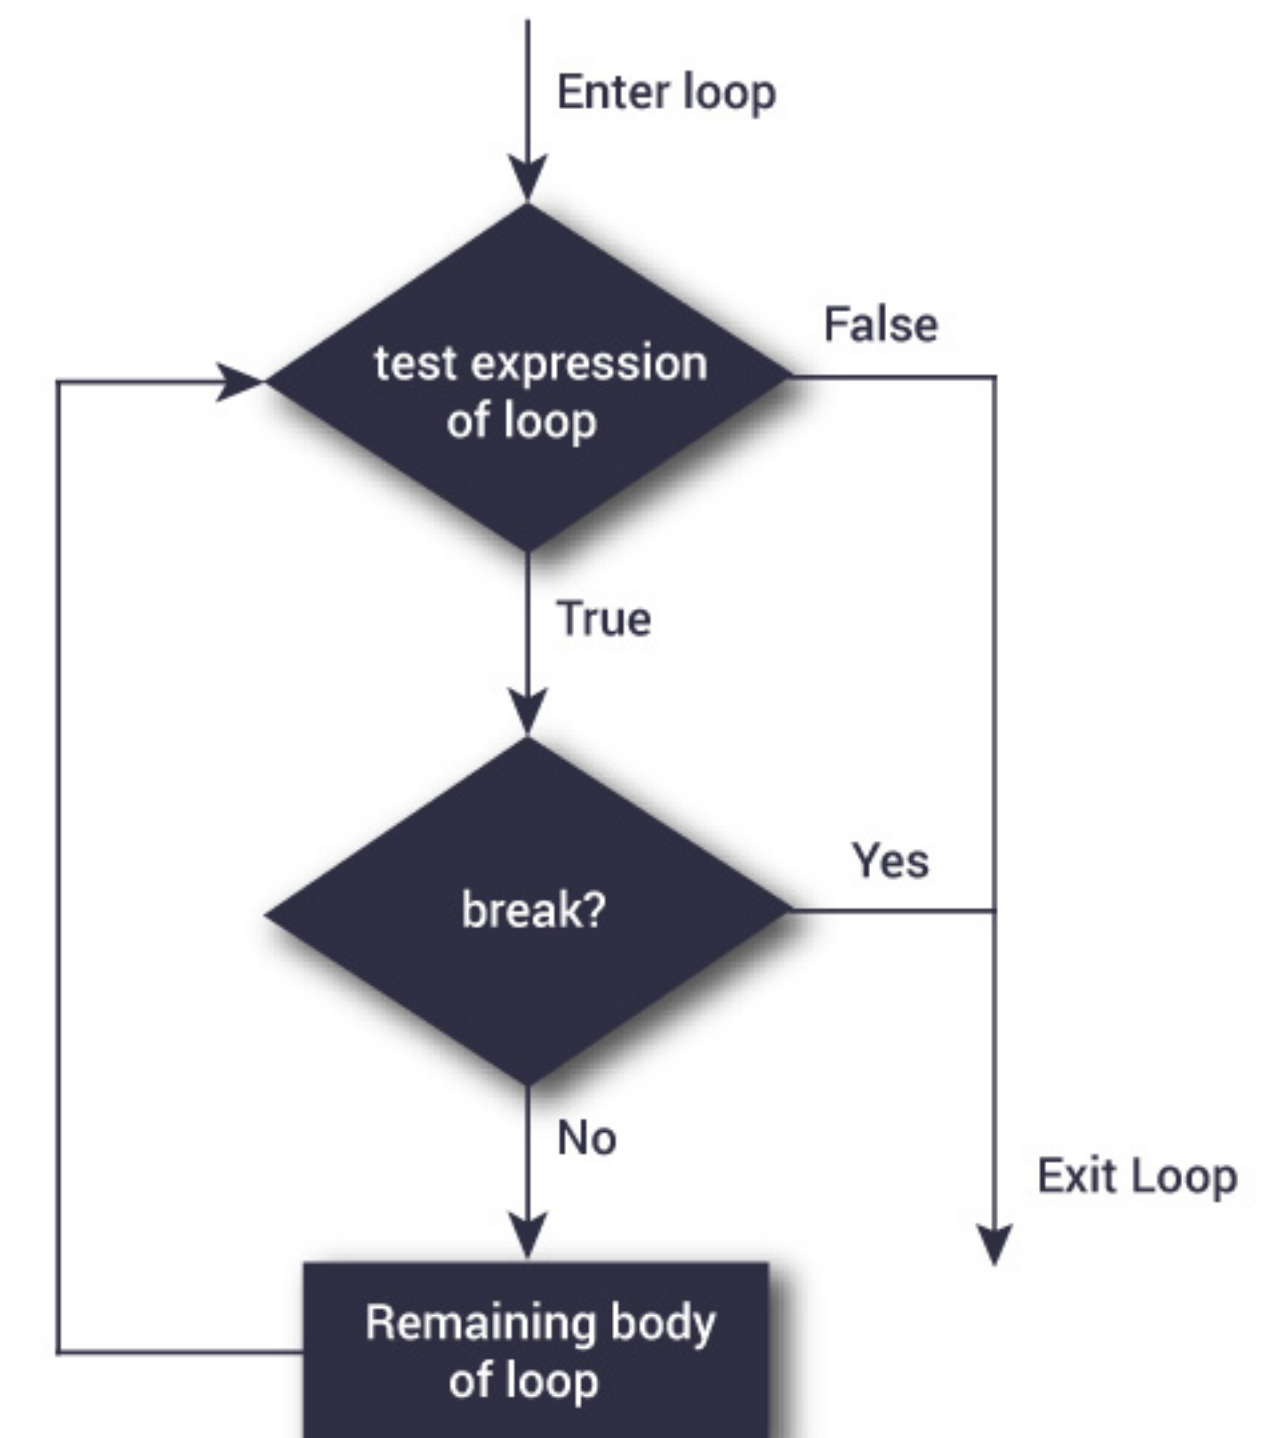 Enter loop
test expression
of loop
False
True
break?
Yes
No
Exit Loop
Remaining body
of loop